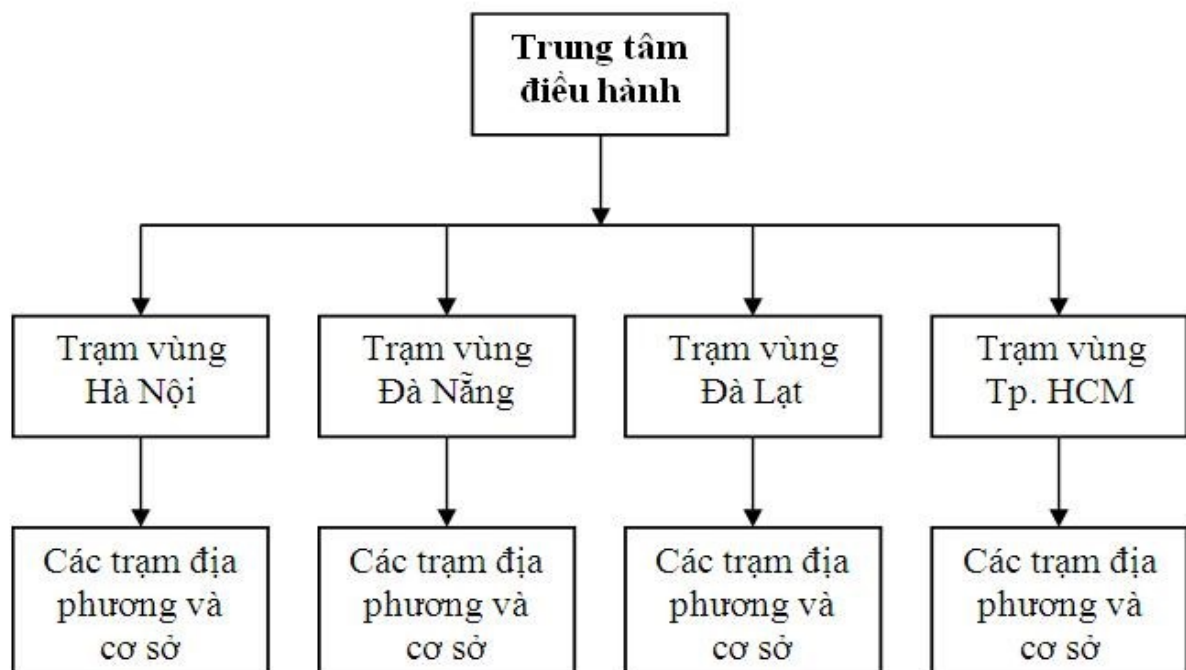 Trung tâm
điều hành
Trạm vùng
Hà Nội
Trạm vùng
Đà Nẵng
Trạm vùng
Đà Lạt
Trạm vùng
Tp. HCM
Các trạm địa
phương và
cơ sở
Các trạm địa
phương và
cơ sở
Các trạm địa
phương và
cơ sở
Các trạm địa
phương và
cơ sở